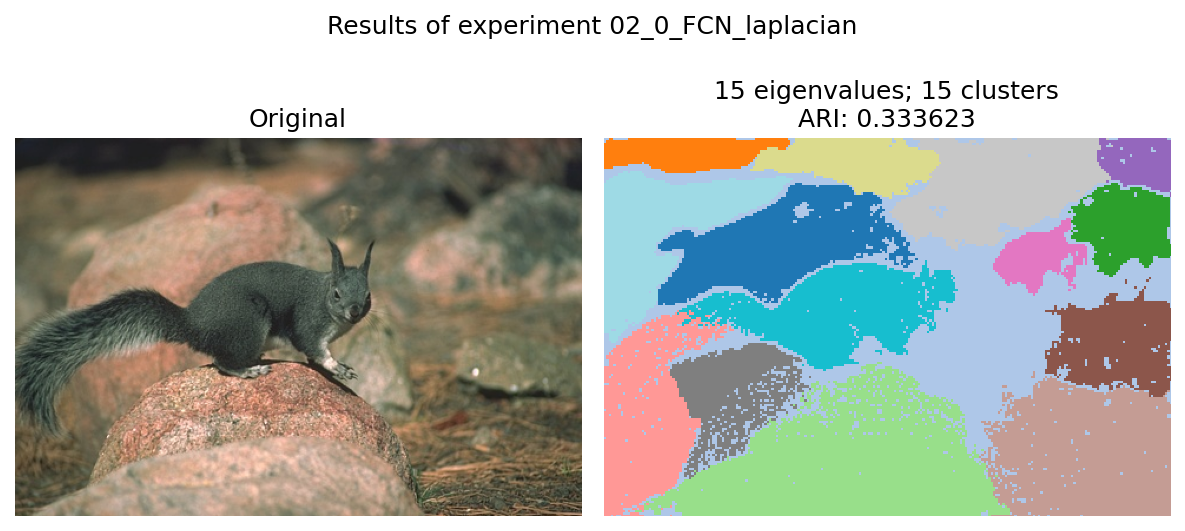 Results of experiment 02_0_FCN_laplacian
Original
15 eigenvalues; 15 clusters
ARI: 0.333623